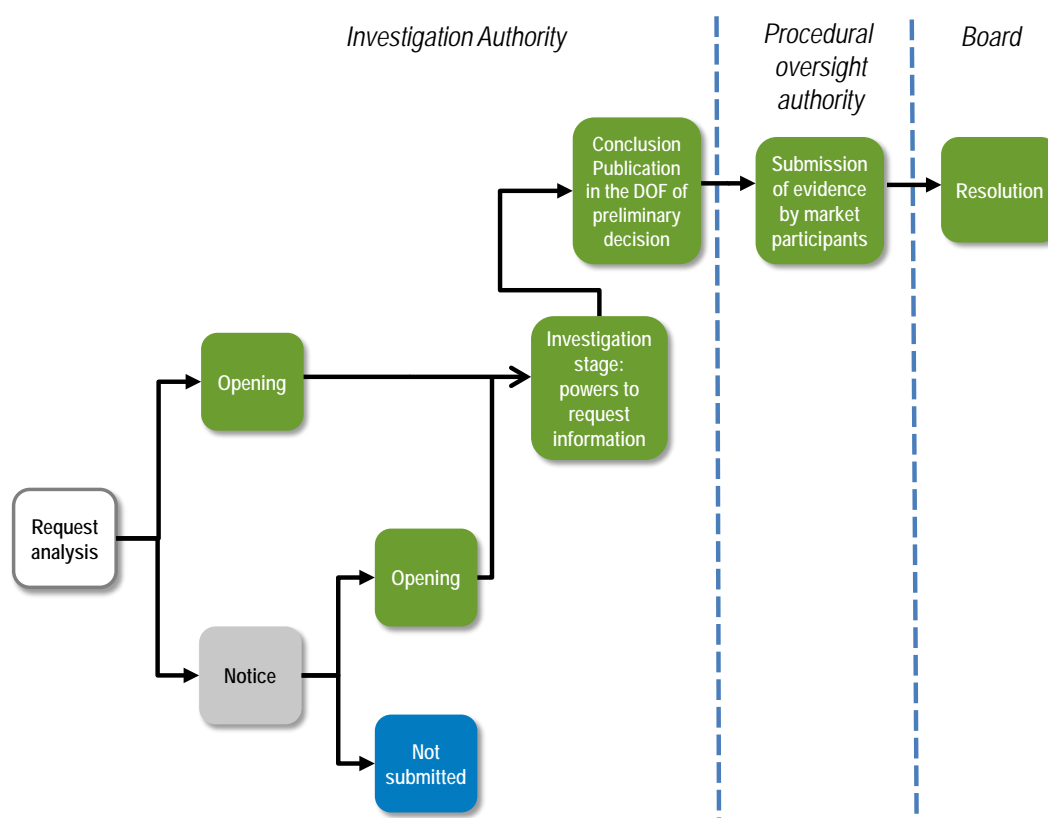 Investigation Authority
Procedural
oversight
authority
Board
Conclusion
Publication
in the DOF of
preliminary
decision
Submission
of evidence
by market
participants
Resolution
Opening
Investigation
stage:
powers to
request
information
Request
analysis
Opening
Notice
Not
submitted